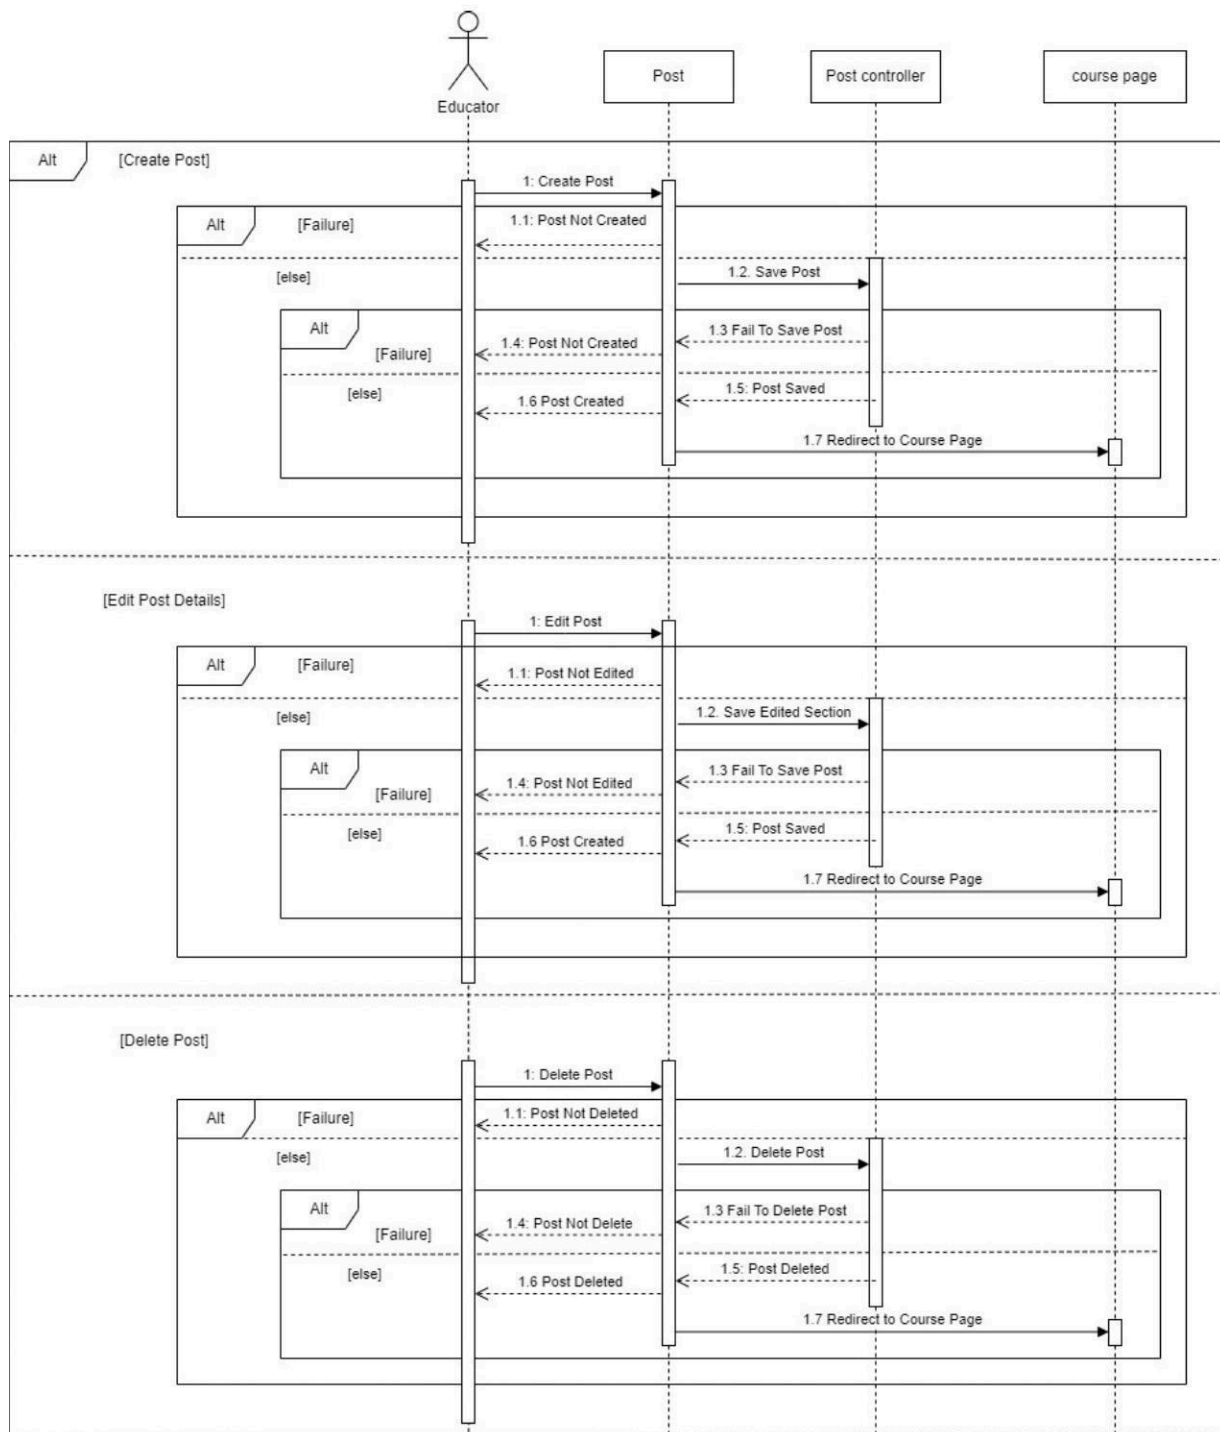 Educator
Post
Post controller
course page
Alt
[Create Post]
1: Create Post
Alt
[Failure]
1.1: Post Not Created
[else]
1.2. Save Post
Alt
[Failure]
1.3 Fail To Save Post
1.4: Post Not Created
[else]
1.5: Post Saved
1.6 Post Created
1.7 Redirect to Course Page
[Edit Post Details]
1: Edit Post
Alt
[Failure]
1.1: Post Not Edited
[else]
1.2. Save Edited Section
Alt
[Failure]
1.3 Fail To Save Post
1.4: Post Not Edited
[else]
1.5: Post Saved
1.6 Post Created
1.7 Redirect to Course Page
[Delete Post]
1: Delete Post
Alt
[Failure]
1.1: Post Not Deleted
[else]
1.2. Delete Post
Alt
[Failure]
1.3 Fail To Delete Post
1.4: Post Not Delete
[else]
1.5: Post Deleted
1.6 Post Deleted
1.7 Redirect to Course Page